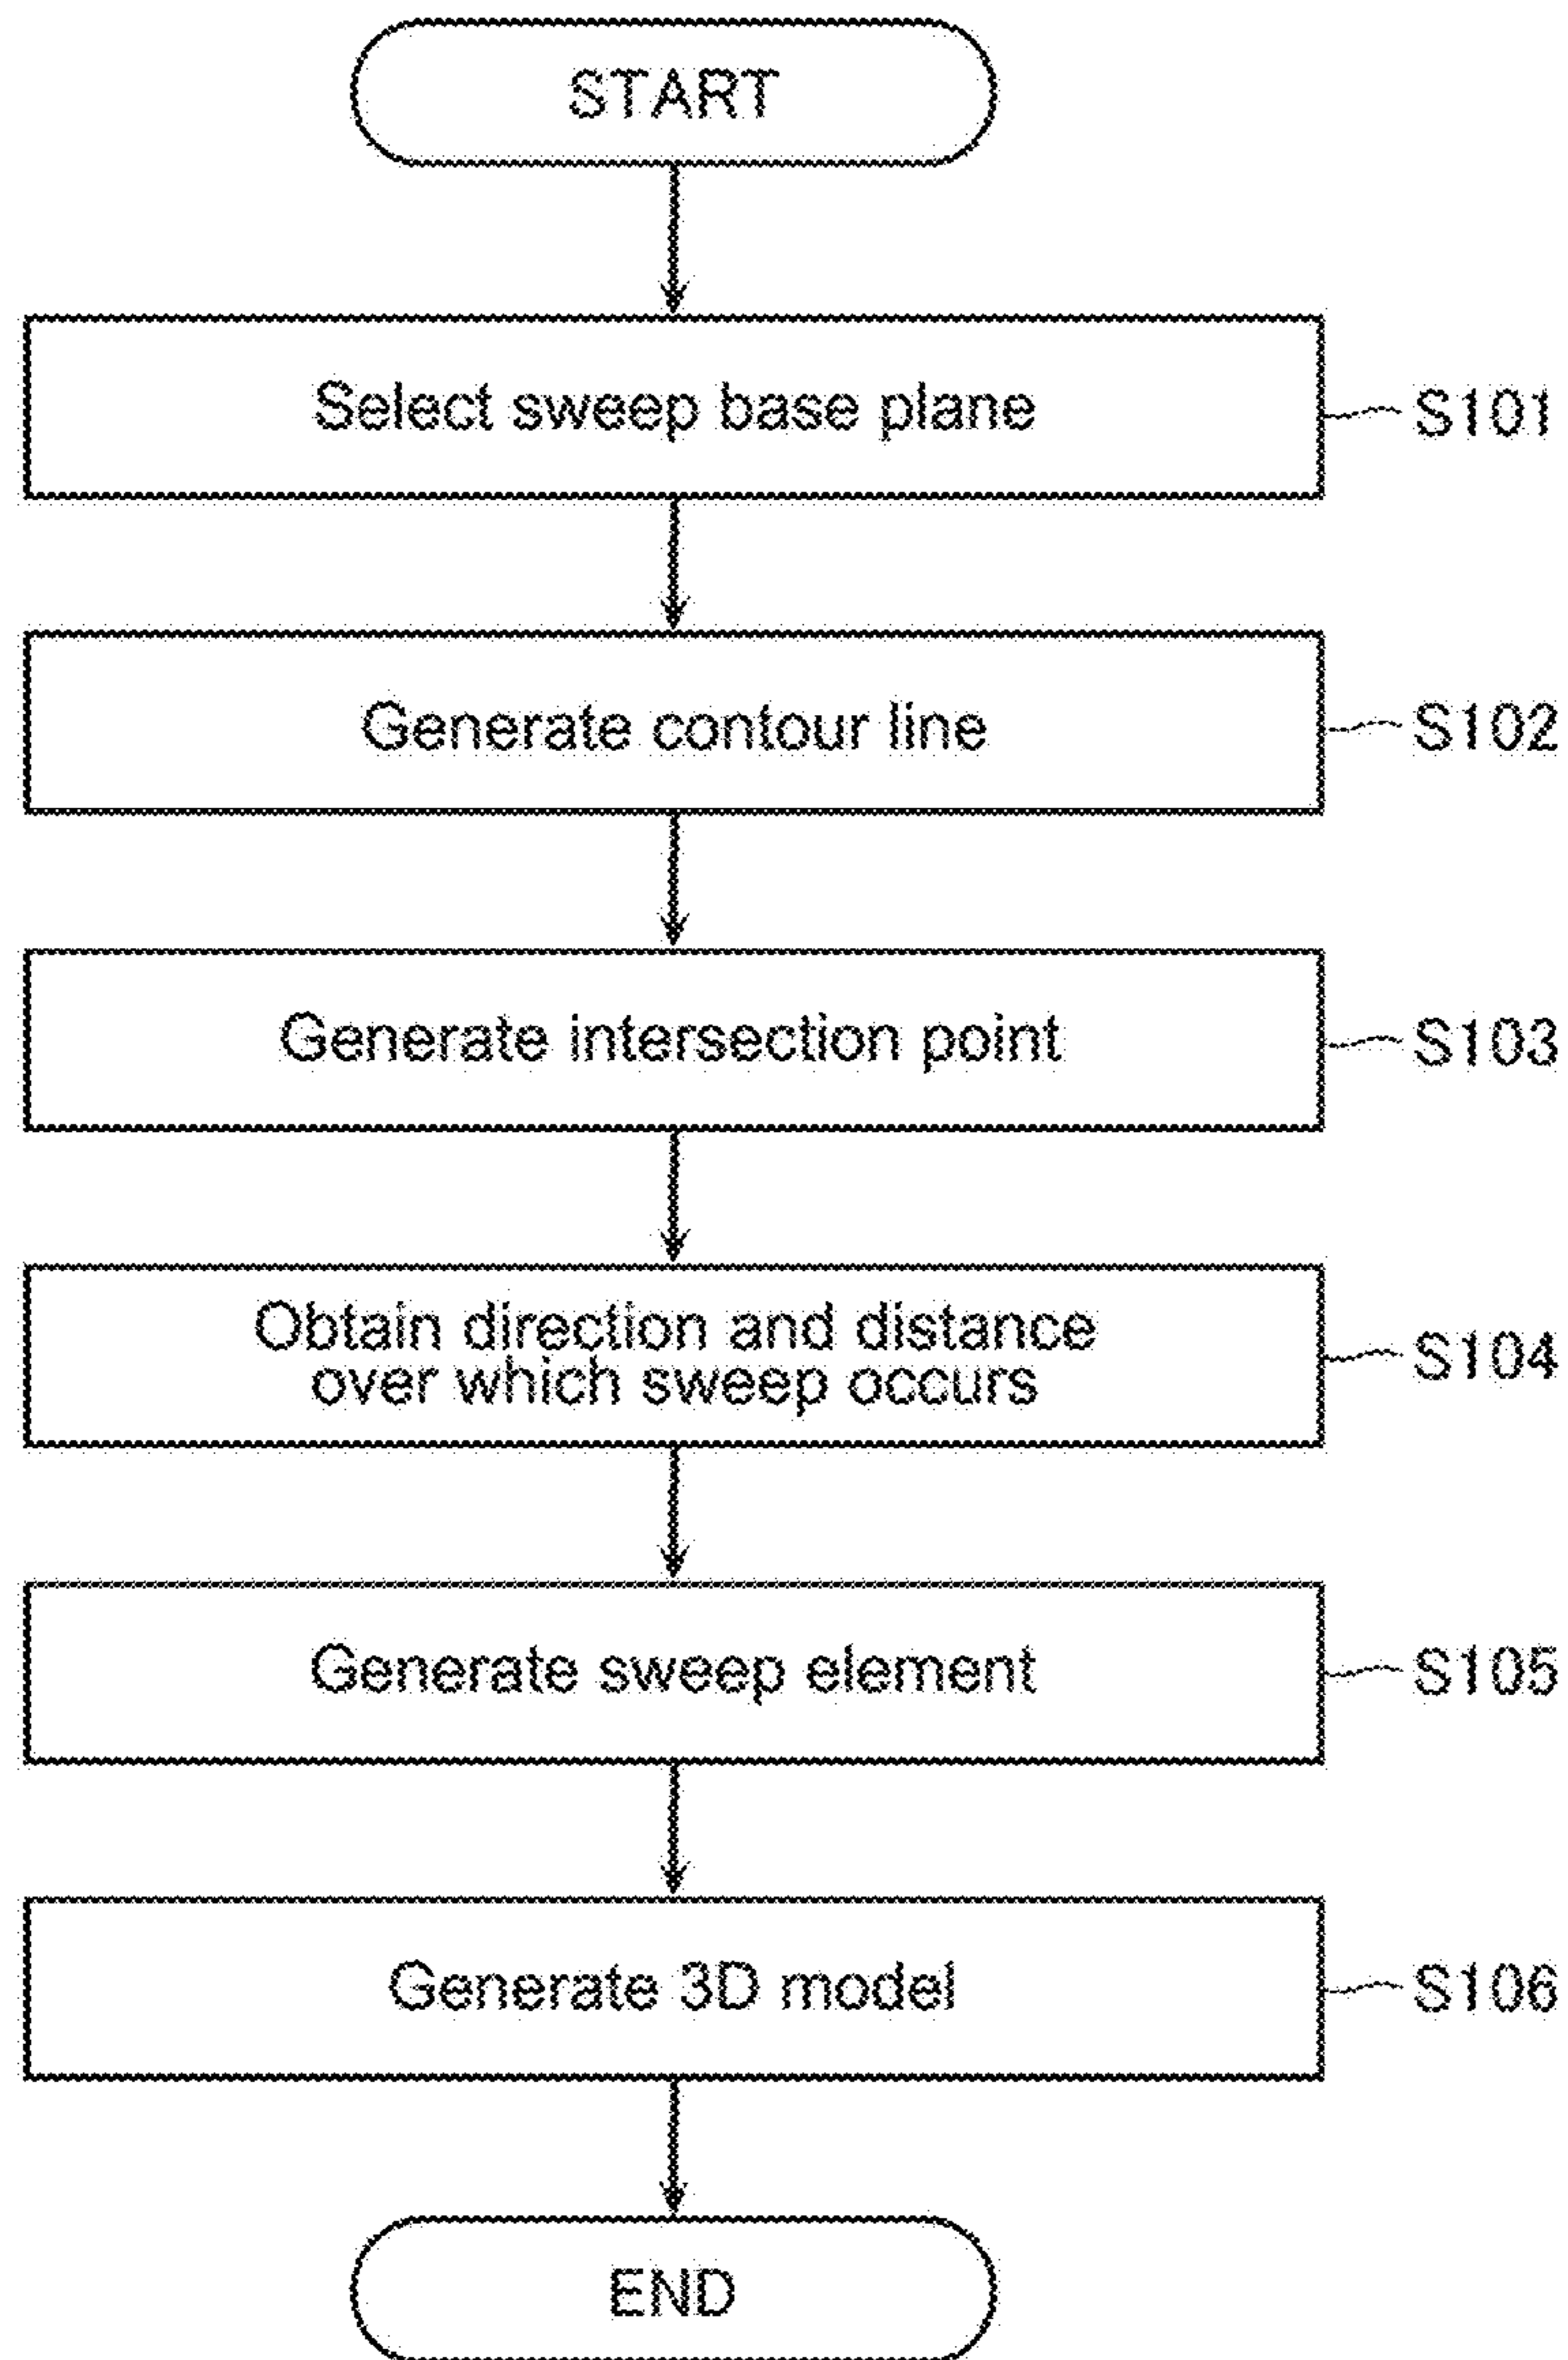 START
Select sweep base plane
S101
Generate contour line
S102
Generate intersection point
S103
Obtain direction and distance
over which sweep occurs
S104
Generate sweep element
S105
Generate 3D model
S106
END